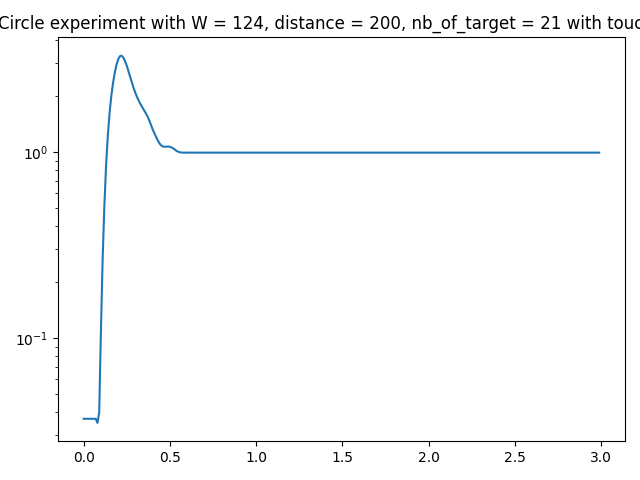 Circle experiment with W = 124, distance = 200, nb_of_target = 21 with touc
10⁰
10⁻¹
0.0 0.5 1.0 1.5 2.0 2.5 3.0